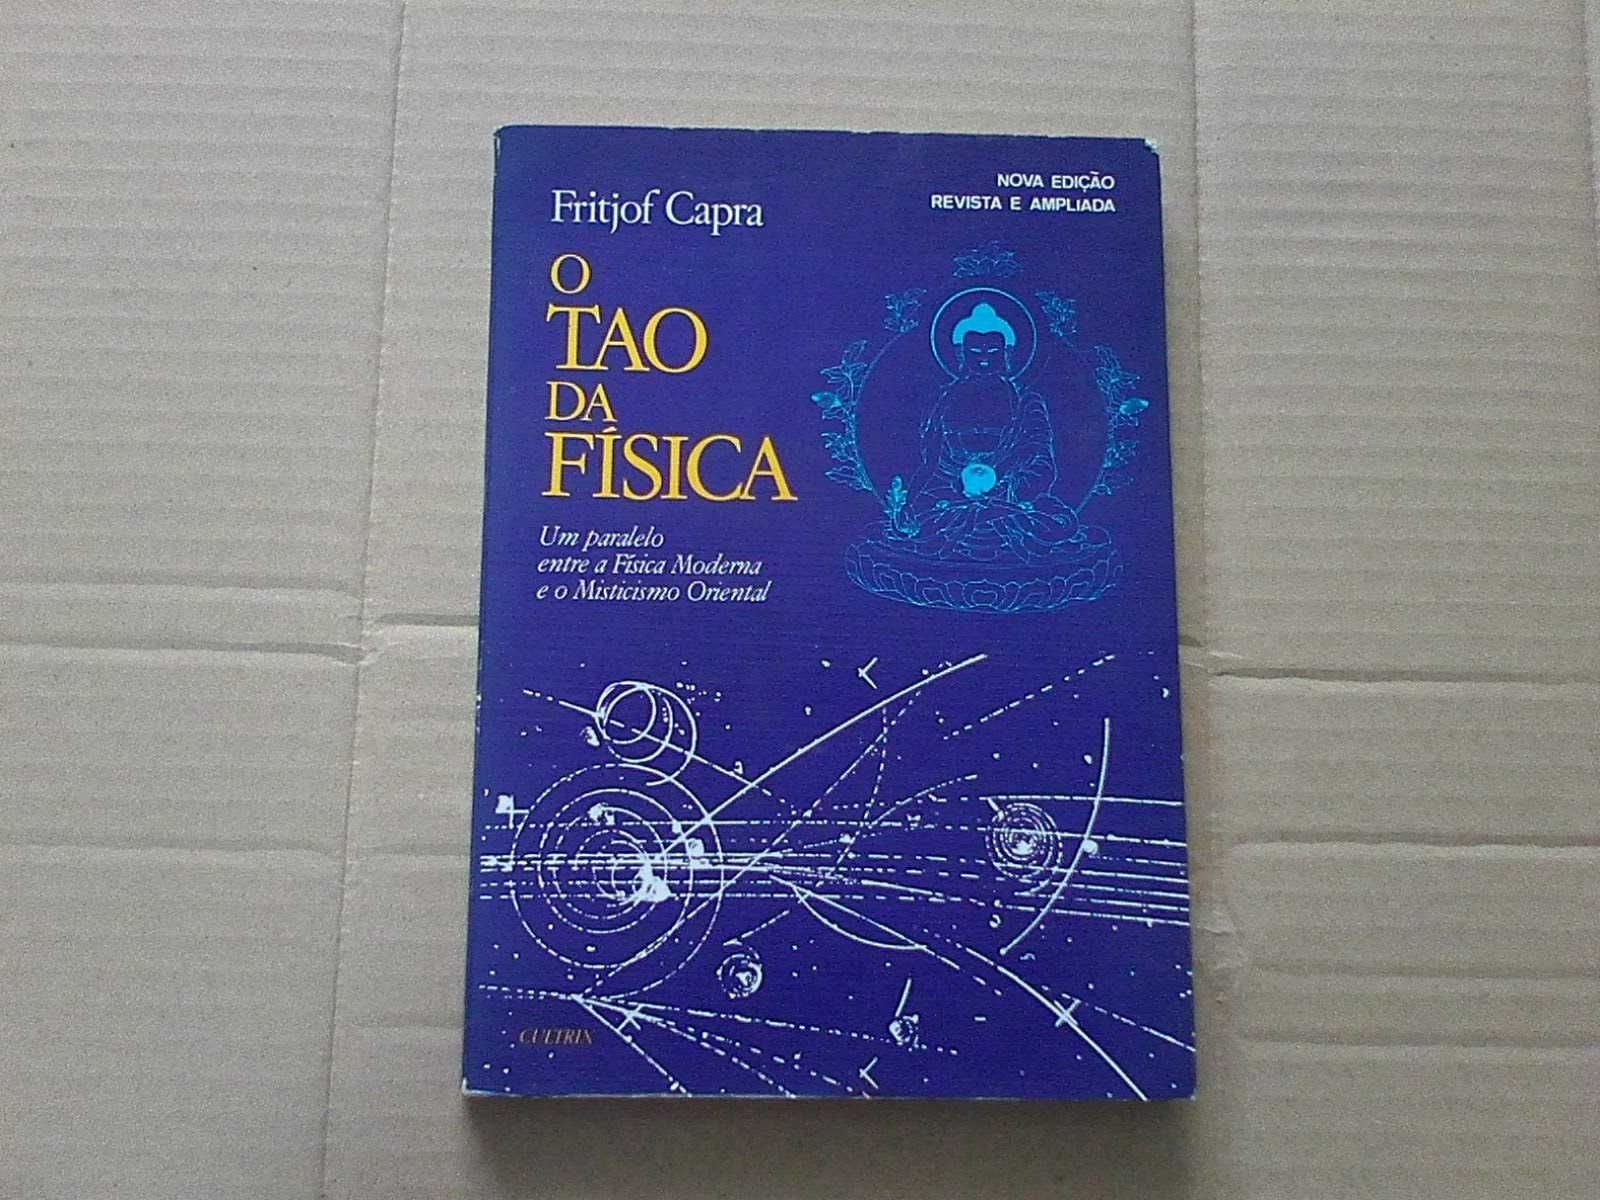 Fritjof Capra
NOVA EDIÇÃO
REVISTA E AMPLIADA
O
TAO
DA
FÍSICA
Um paralelo
entre a Física Moderna
e o Misticismo Oriental
CULTRIX